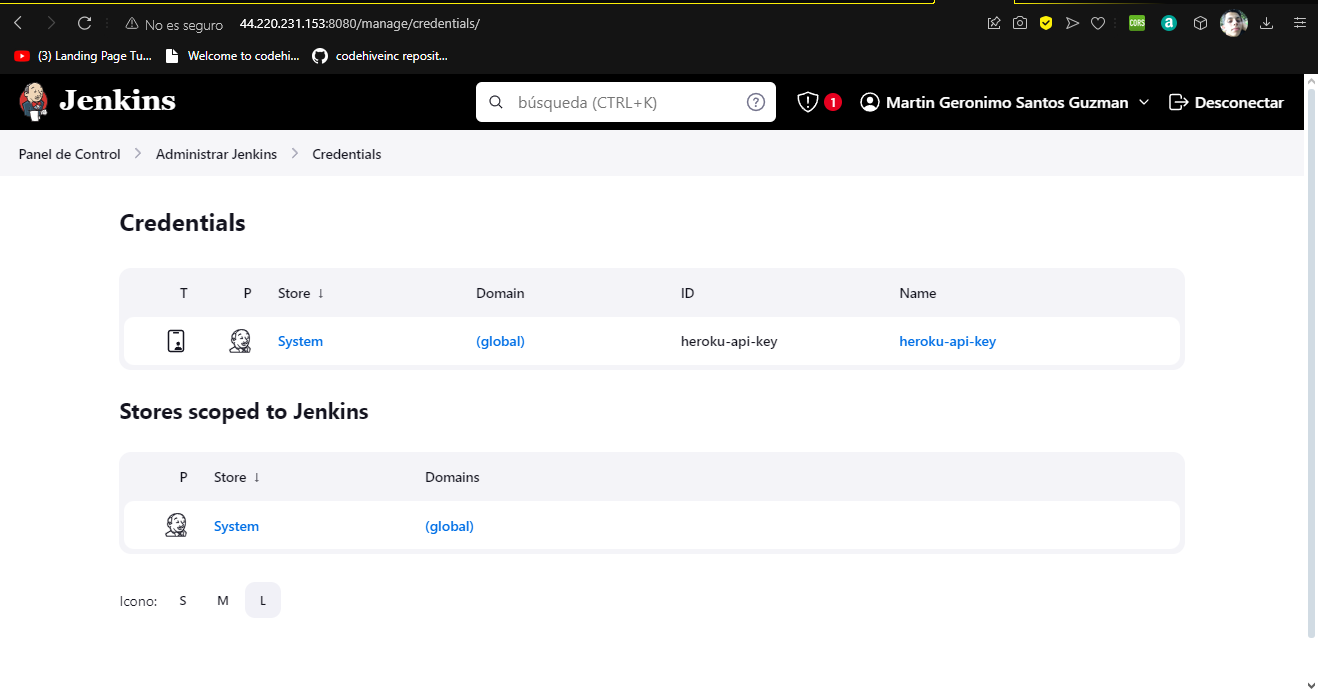 No es seguro 44.220.231.153:8080/manage/credentials/ CORS a
(3) Landing Page Tu... Welcome to codehi... codehiveinc reposit...
Jenkins búsqueda (CTRL+K) ? 1 Martin Geronimo Santos Guzman Desconectar
Panel de Control Administrar Jenkins Credentials
Credentials
T P Store ↓ Domain ID Name
System (global) heroku-api-key heroku-api-key
Stores scoped to Jenkins
P Store ↓ Domains
System (global)
Icono: S M L